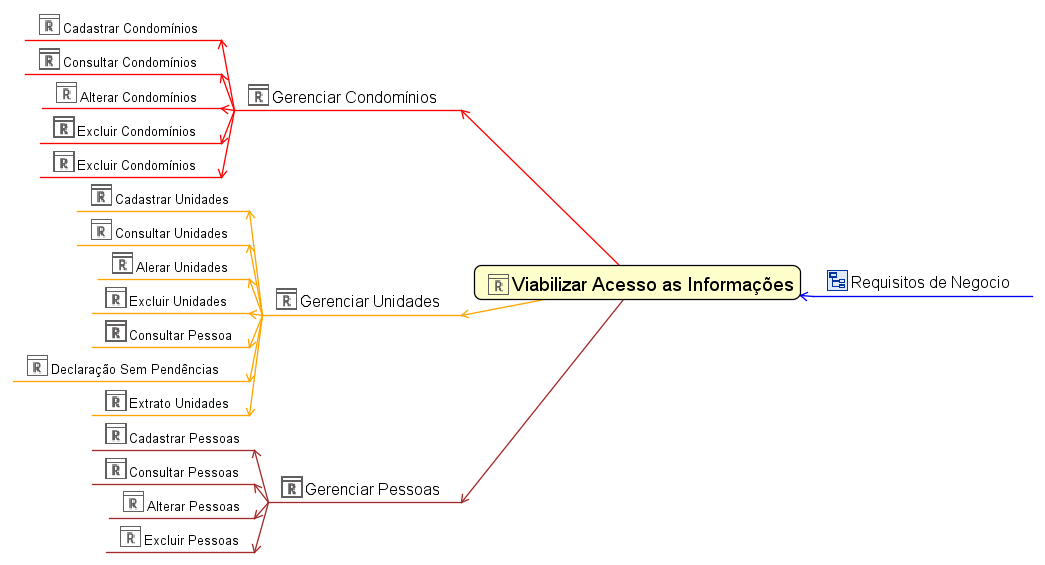 Cadastrar Condomínios
Consultar Condomínios
Alterar Condomínios
Excluir Condomínios
Excluir Condomínios
Gerenciar Condomínios
Cadastrar Unidades
Consultar Unidades
Alerar Unidades
Excluir Unidades
Consultar Pessoa
Declaração Sem Pendências
Extrato Unidades
Gerenciar Unidades
Cadastrar Pessoas
Consultar Pessoas
Alterar Pessoas
Excluir Pessoas
Gerenciar Pessoas
Viabilizar Acesso as Informações
Requisitos de Negocio